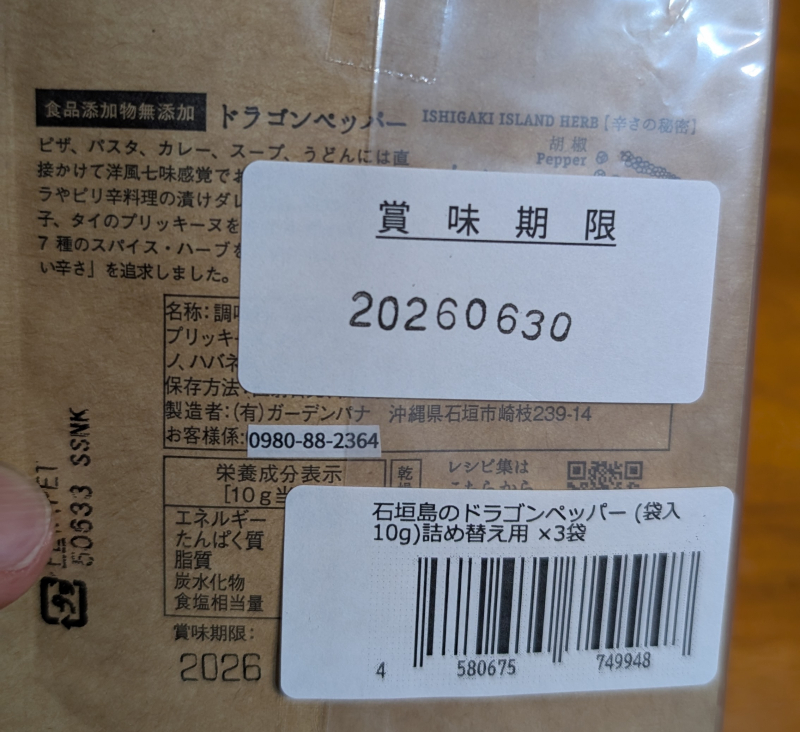 食品添加物無添加 ドラゴンペッパー ISHIGAKI ISLAND HERB [辛さの秘密]
胡椒
Pepper
ピザ、パスタ、カレー、スープ、うどんには直
接かけて洋風七味感覚で
ラやピリ辛料理の漬けダレ
子、タイのプリッキーヌを
7種のスパイス・ハーブを
い辛さ」を追求しました。
賞味期限
20260630
名称:調
プリッキ
ノ、ハバネ
保存方法:
製造者:(有)ガーデンパナ 沖縄県石垣市崎枝239-14
お客様係:0980-88-2364
栄養成分表示
[10g当
エネルギー
たんぱく質
脂質
炭水化物
食塩相当量
賞味期限:
2026
乾
レシピ集は
こちらから
石垣島のドラゴンペッパー (袋入
10g)詰め替え用 ×3袋
4 580675 749948
50633 SSNK